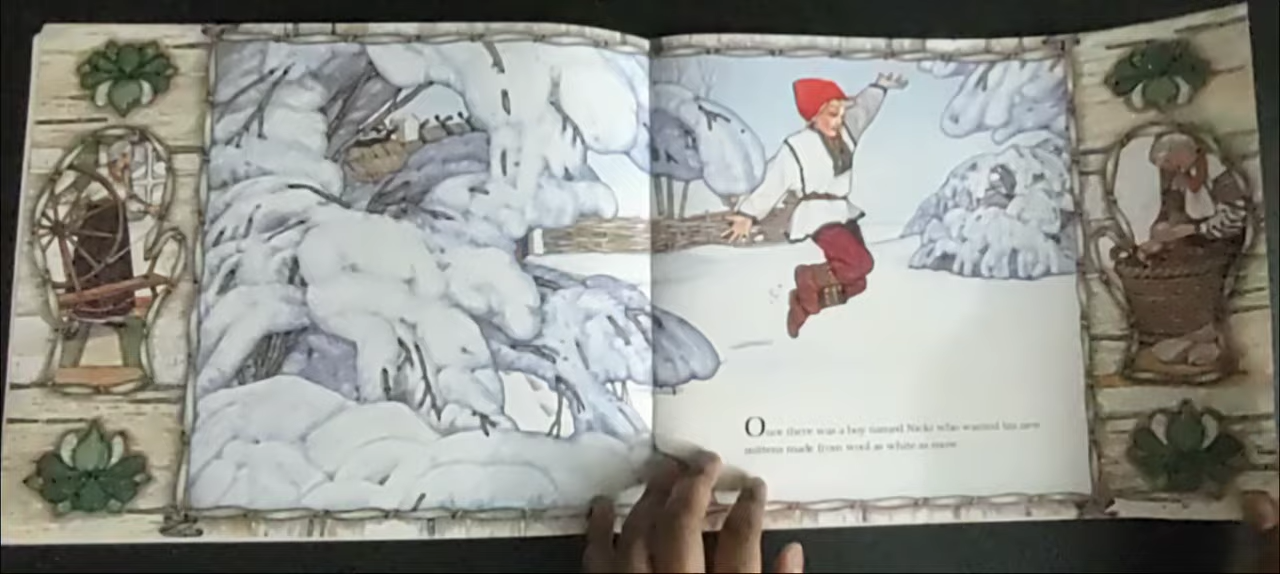 Once there was a boy named Nicki who wanted his new
mittens made from wool as white as snow.